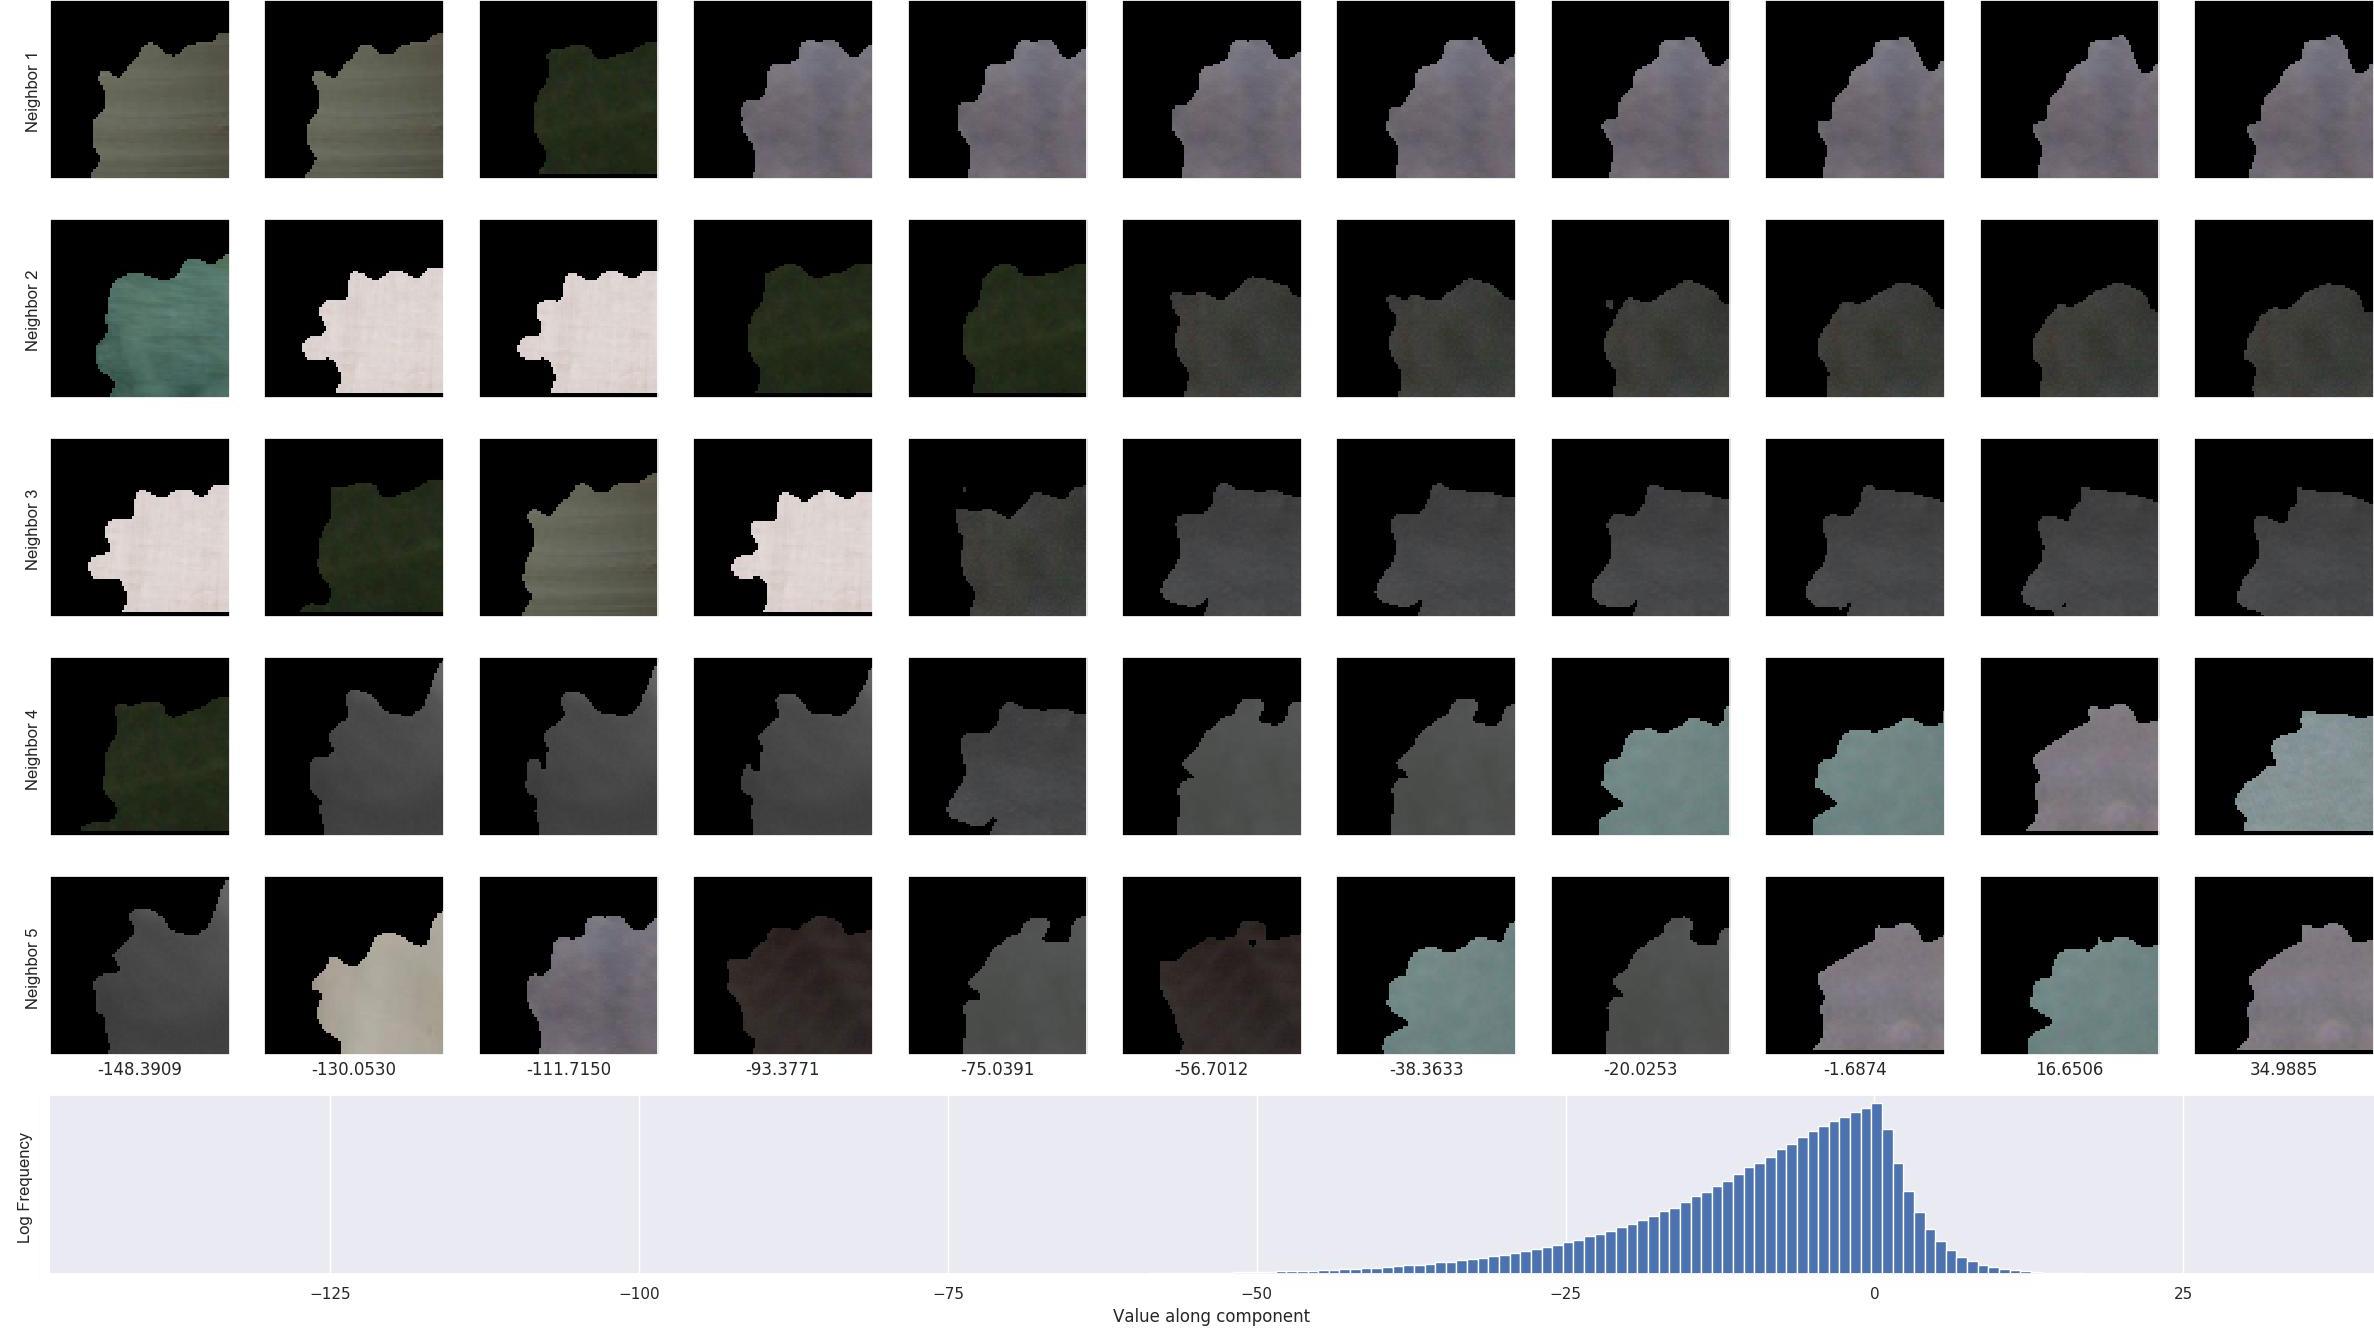 Neighbor 1
Neighbor 2
Neighbor 3
Neighbor 4
Neighbor 5
-148.3909 -130.0530 -111.7150 -93.3771 -75.0391 -56.7012 -38.3633 -20.0253 -1.6874 16.6506 34.9885
Log Frequency
−125 −100 −75 −50 −25 0 25
Value along component